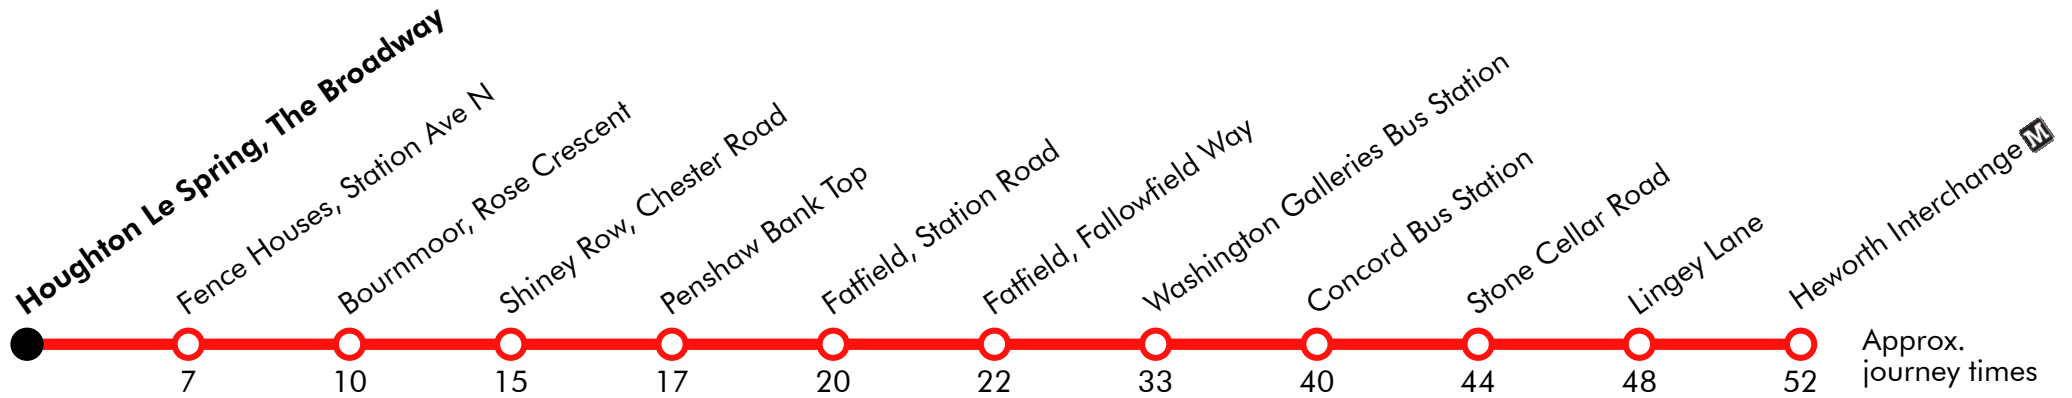 Houghton Le Spring, The Broadway
Fence Houses, Station Ave N
Bournmoor, Rose Crescent
Shiney Row, Chester Road
Penshaw Bank Top
Fatfield, Station Road
Fatfield, Fallowfield Way
Washington Galleries Bus Station
Concord Bus Station
Stone Cellar Road
Lingey Lane
Heworth Interchange M
7 10 15 17 20 22 33 40 44 48 52
Approx.
journey times